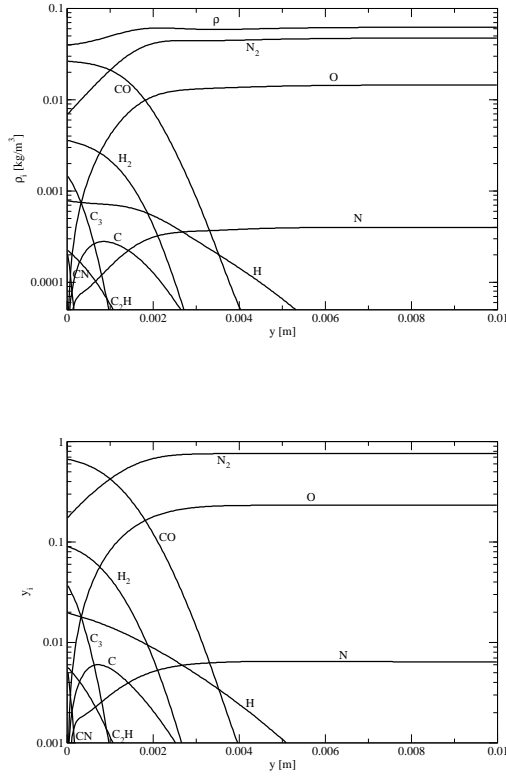 0.1
ρ
N₂
O
CO
0.01
H₂
ρᵢ [kg/m³]
0.001
C₃
C
N
H
CN
0.0001
C₂H
0 0.002 0.004 0.006 0.008 0.01
y [m]
1
N₂
O
CO
0.1
H₂
yᵢ
0.01
C₃
C
N
H
CN
C₂H
0.001
0 0.002 0.004 0.006 0.008 0.01
y [m]